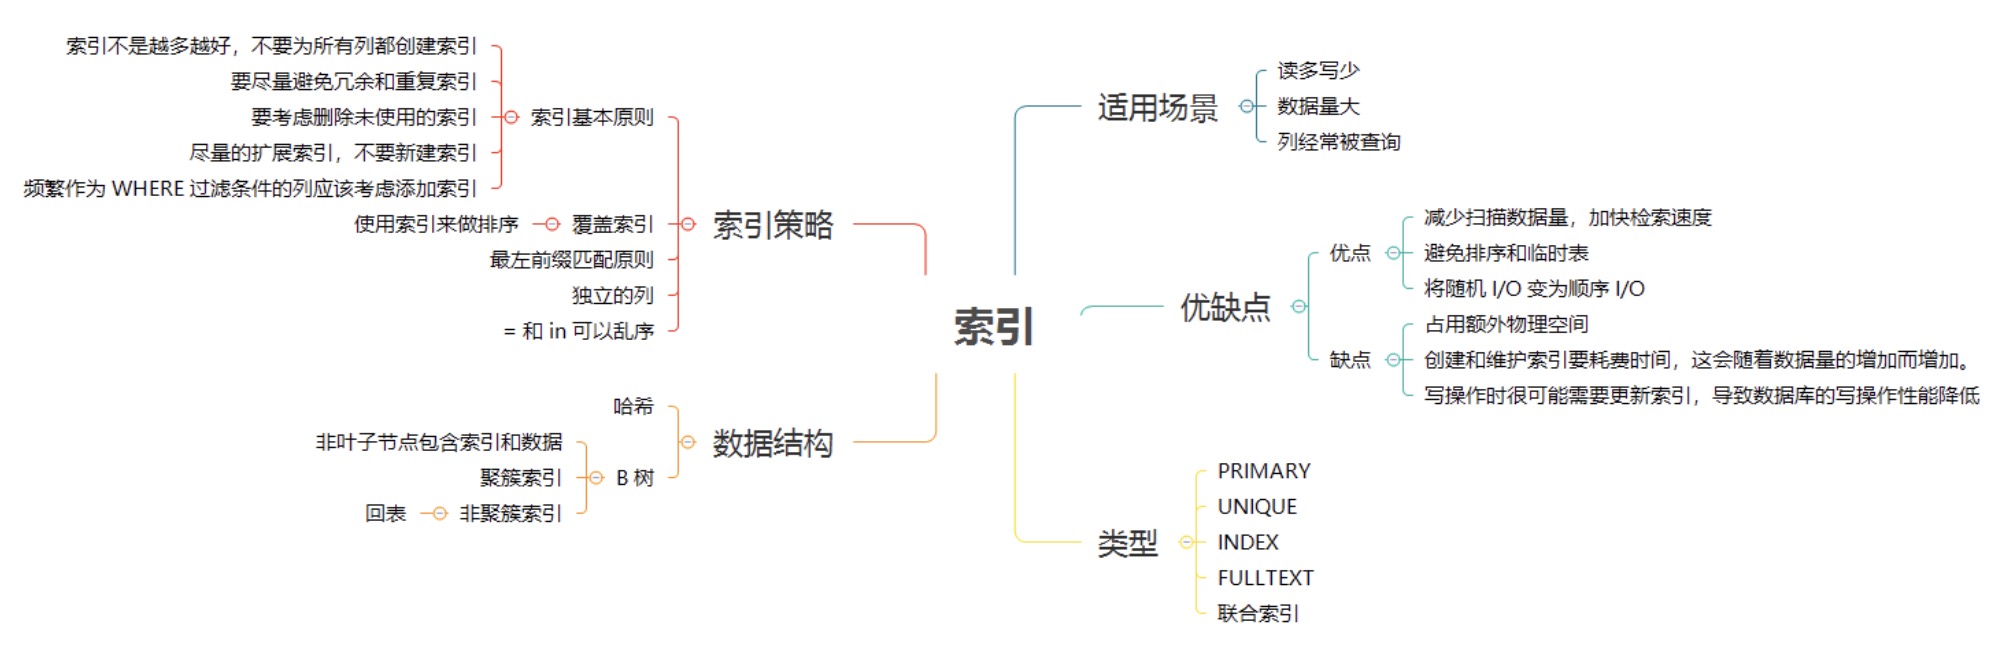 索引
适用场景
读多写少
数据量大
列经常被查询
优缺点
优点
减少扫描数据量，加快检索速度
避免排序和临时表
将随机 I/O 变为顺序 I/O
缺点
占用额外物理空间
创建和维护索引要耗费时间，这会随着数据量的增加而增加。
写操作时很可能需要更新索引，导致数据库的写操作性能降低
类型
PRIMARY
UNIQUE
INDEX
FULLTEXT
联合索引
索引策略
索引基本原则
索引不是越多越好，不要为所有列都创建索引
要尽量避免冗余和重复索引
要考虑删除未使用的索引
尽量的扩展索引，不要新建索引
频繁作为 WHERE 过滤条件的列应该考虑添加索引
覆盖索引
使用索引来做排序
最左前缀匹配原则
独立的列
= 和 in 可以乱序
数据结构
哈希
B 树
非叶子节点包含索引和数据
聚簇索引
非聚簇索引
回表